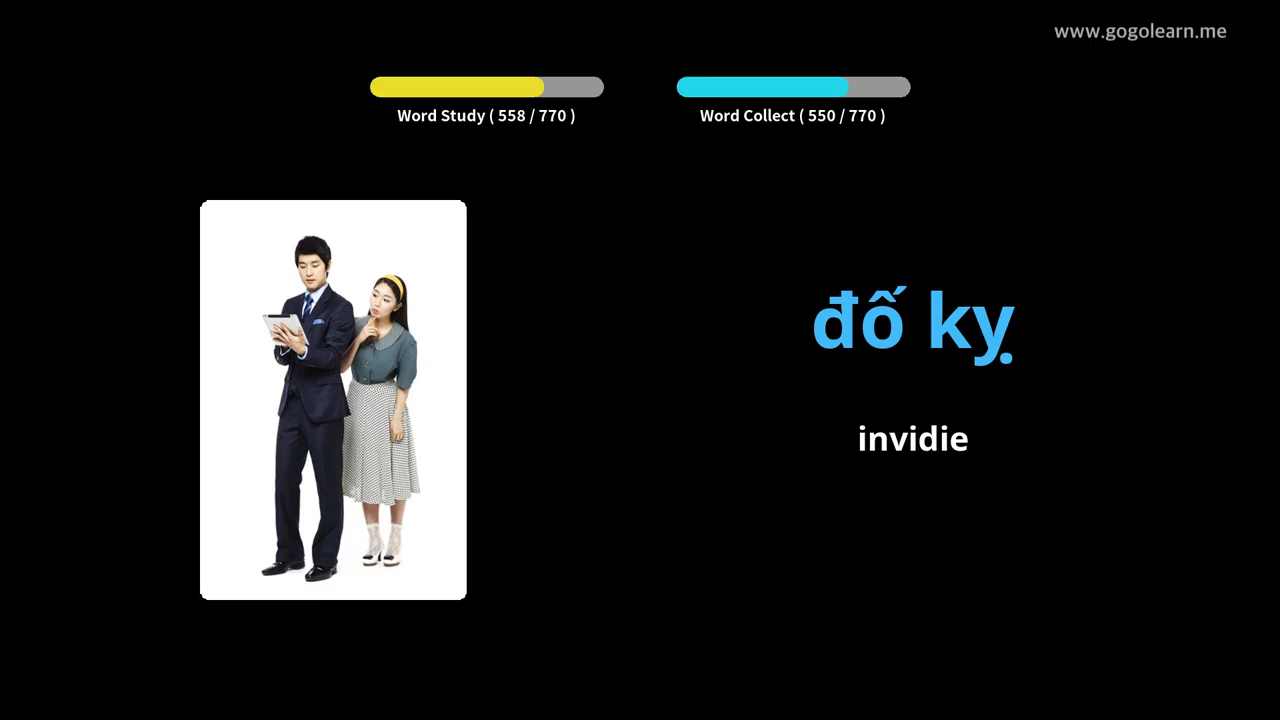 www.gogolearn.me
Word Study ( 558 / 770 )
Word Collect ( 550 / 770 )
đố kỵ
invidie